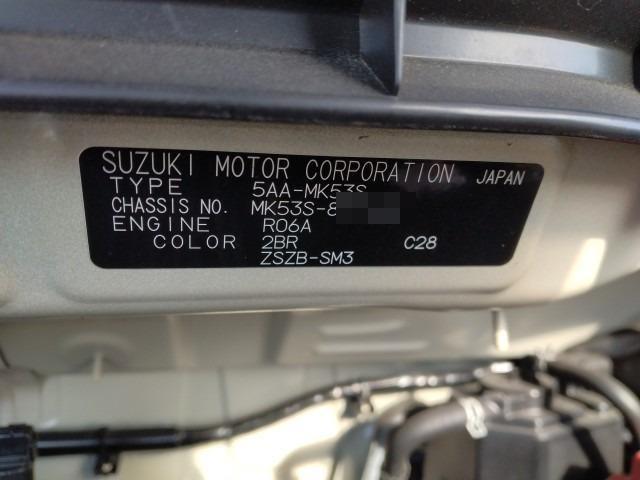 SUZUKI MOTOR CORPORATION JAPAN
TYPE 5AA-MK53S
CHASSIS NO. MK53S-8
ENGINE R06A
COLOR 2BR C28
ZSZB-SM3